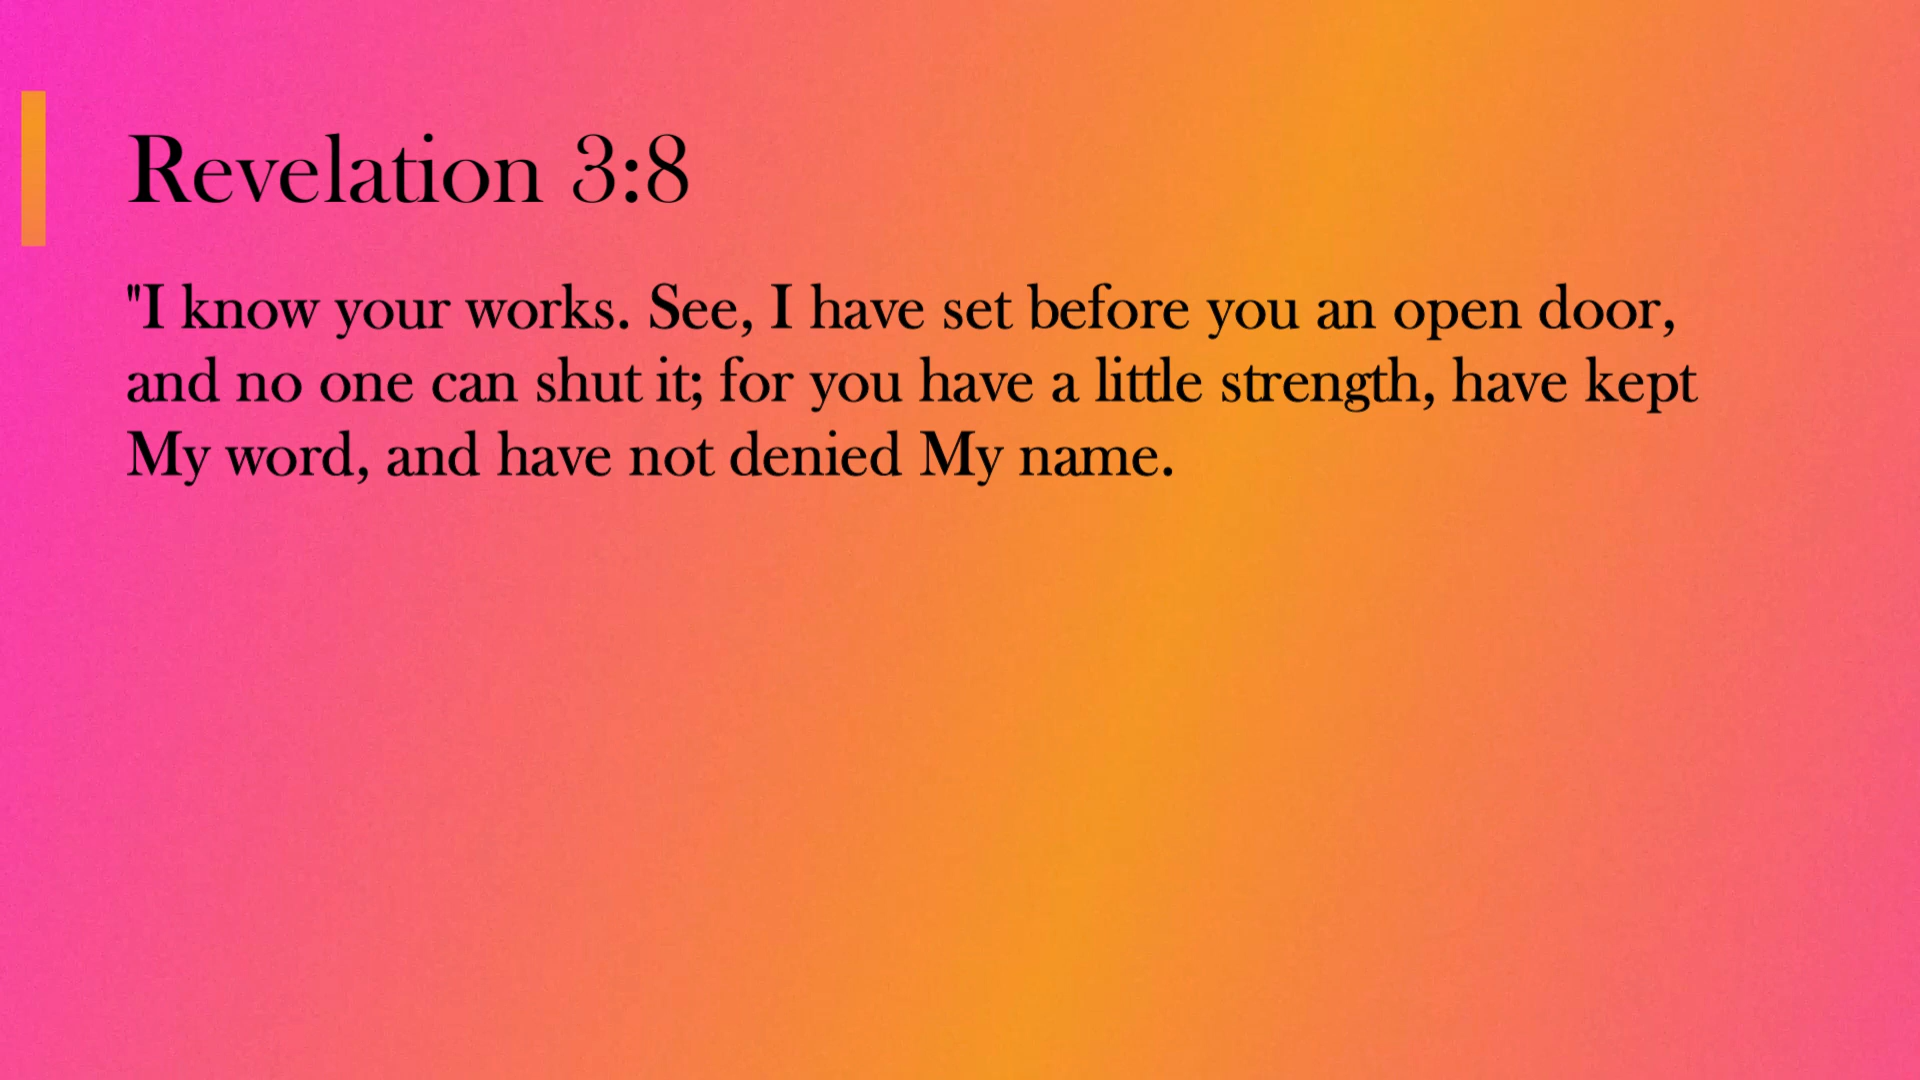 Revelation 3:8
"I know your works. See, I have set before you an open door,
and no one can shut it; for you have a little strength, have kept
My word, and have not denied My name.